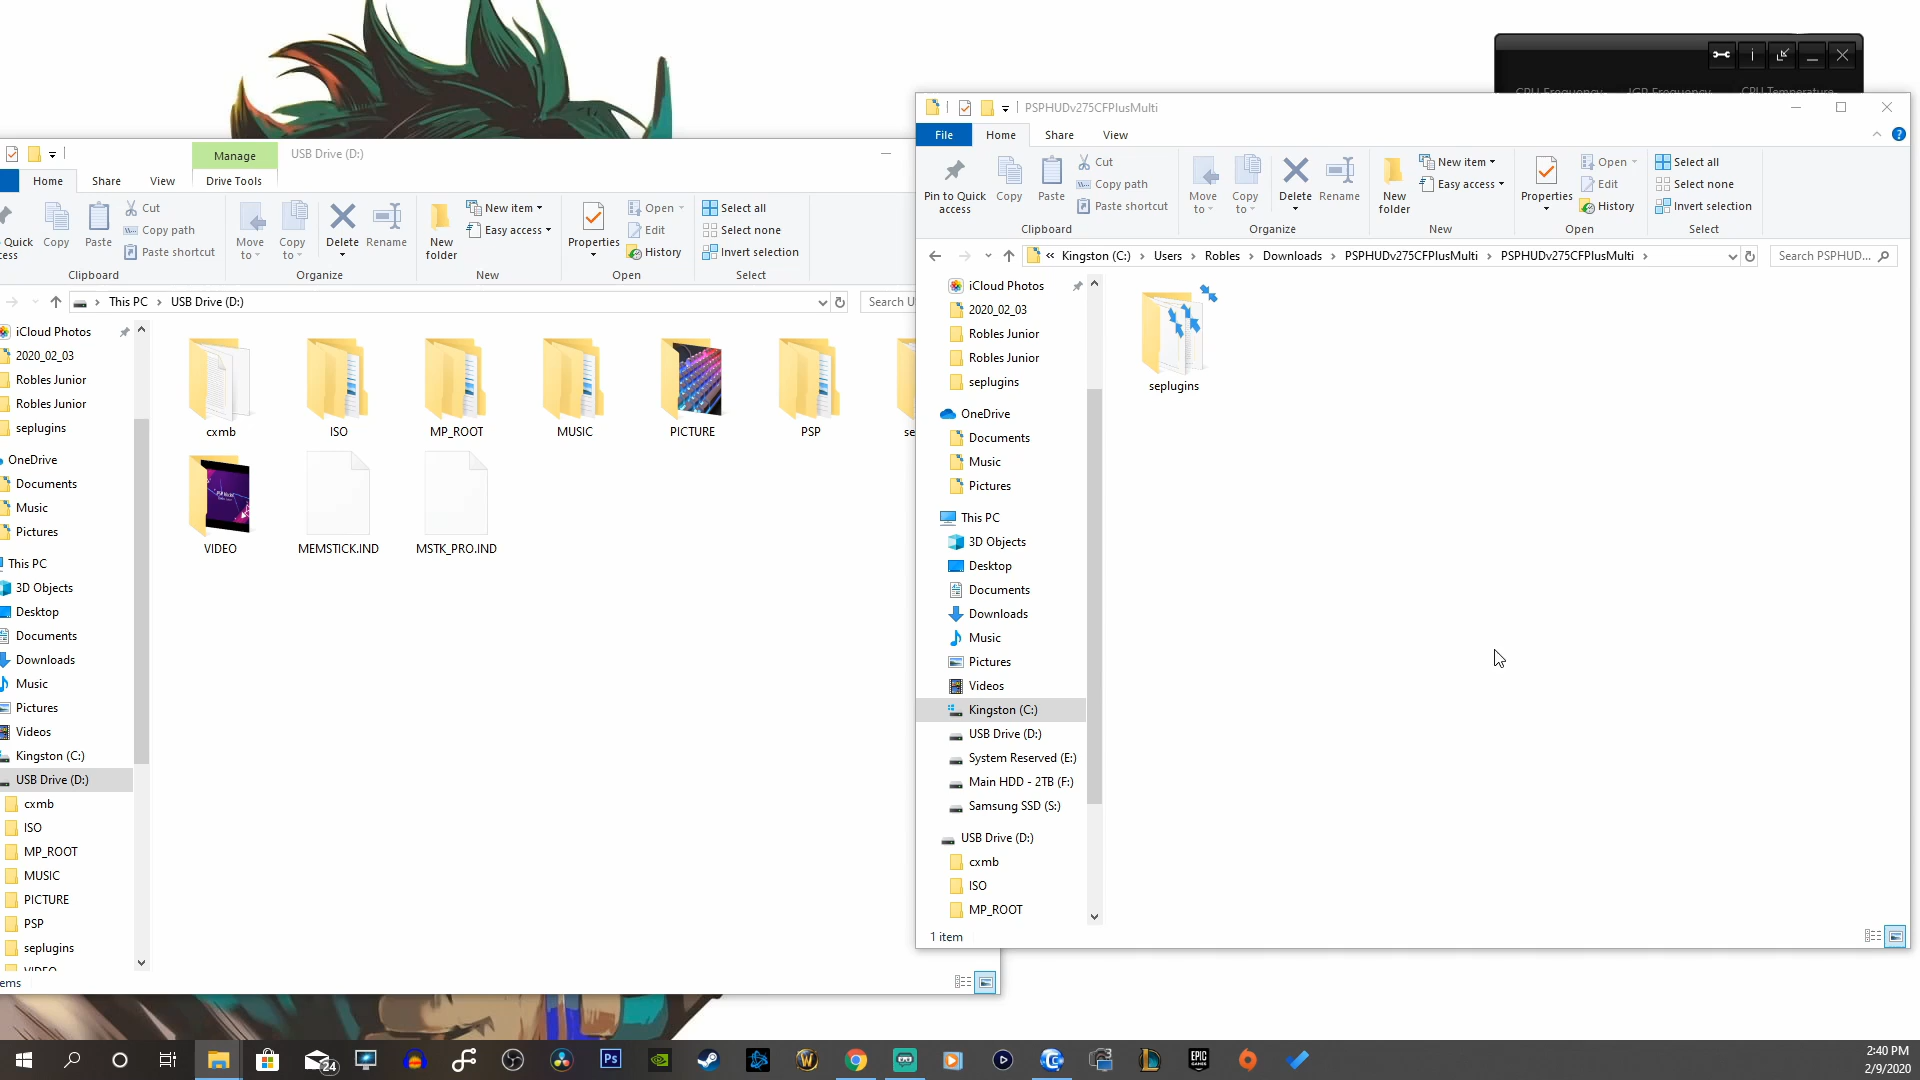 CPU Frequency: IGP Frequency CPU Temperature
Manage
USB Drive (D:)
Home Share View Drive Tools
Quick
cess
Copy
Paste
Cut
Copy path
Paste shortcut
Clipboard
Move to
Copy to
Delete
Rename
Organize
New folder
New item
Easy access
New
Properties
Open
Edit
History
Open
Select all
Select none
Invert selection
Select
This PC > USB Drive (D:)
Search U
iCloud Photos
2020_02_03
Robles Junior
Robles Junior
seplugins
OneDrive
Documents
Music
Pictures
This PC
3D Objects
Desktop
Documents
Downloads
Music
Pictures
Videos
Kingston (C:)
USB Drive (D:)
cxmb
ISO
MP_ROOT
MUSIC
PICTURE
PSP
seplugins
VIDEO
ems
cxmb
ISO
MP_ROOT
MUSIC
PICTURE
PSP
se
VIDEO
MEMSTICK.IND
MSTK_PRO.IND
PSPHUDv275CFPlusMulti
File Home Share View
Pin to Quick access
Copy
Paste
Cut
Copy path
Paste shortcut
Clipboard
Move to
Copy to
Delete
Rename
Organize
New folder
New item
Easy access
New
Properties
Open
Edit
History
Open
Select all
Select none
Invert selection
Select
« Kingston (C:) > Users > Robles > Downloads > PSPHUDv275CFPlusMulti > PSPHUDv275CFPlusMulti >
Search PSPHUD...
iCloud Photos
2020_02_03
Robles Junior
Robles Junior
seplugins
OneDrive
Documents
Music
Pictures
This PC
3D Objects
Desktop
Documents
Downloads
Music
Pictures
Videos
Kingston (C:)
USB Drive (D:)
System Reserved (E:)
Main HDD - 2TB (F:)
Samsung SSD (S:)
USB Drive (D:)
cxmb
ISO
MP_ROOT
1 item
seplugins
24
Ps
W
EPIC GAMES
2:40 PM
2/9/2020